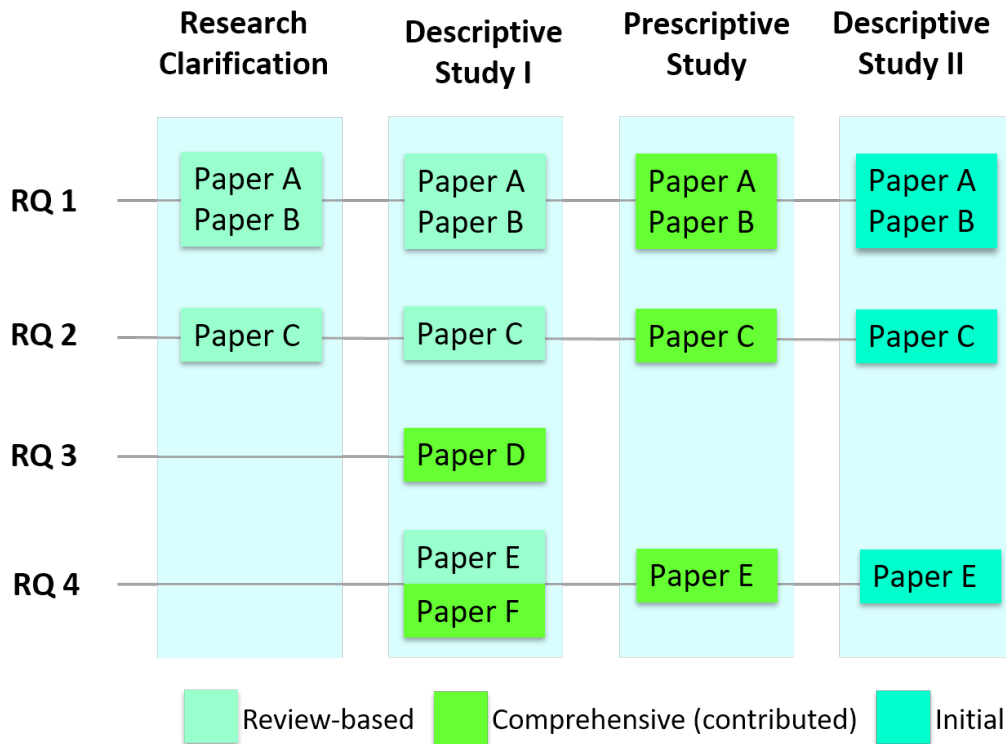 Research
Clarification
Descriptive
Study I
Prescriptive
Study
Descriptive
Study II
RQ 1
Paper A
Paper B
Paper A
Paper B
Paper A
Paper B
Paper A
Paper B
RQ 2
Paper C
Paper C
Paper C
Paper C
RQ 3
Paper D
RQ 4
Paper E
Paper F
Paper E
Paper E
Review-based
Comprehensive (contributed)
Initial